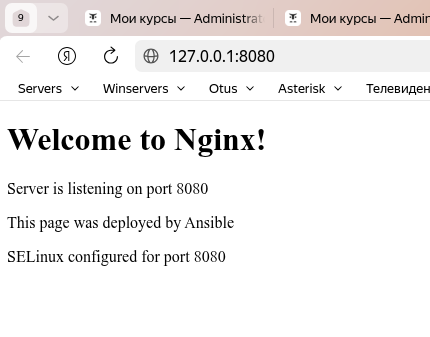 9
Мои курсы — Administrat
Мои курсы — Admin
Я
127.0.0.1:8080
Servers
Winservers
Otus
Asterisk
Телевиден
Welcome to Nginx!
Server is listening on port 8080
This page was deployed by Ansible
SELinux configured for port 8080